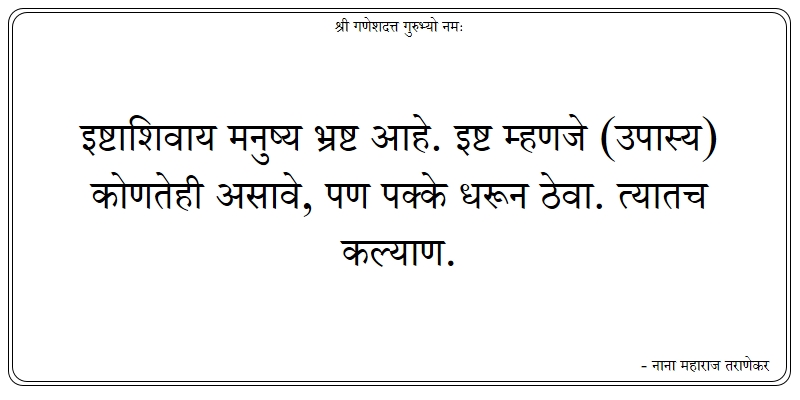 श्री गणेशदत्त गुरुभ्यो नमः
इष्टाशिवाय मनुष्य भ्रष्ट आहे. इष्ट म्हणजे (उपास्य)
कोणतेही असावे, पण पक्के धरून ठेवा. त्यातच
कल्याण.
- नाना महाराज तराणेकर